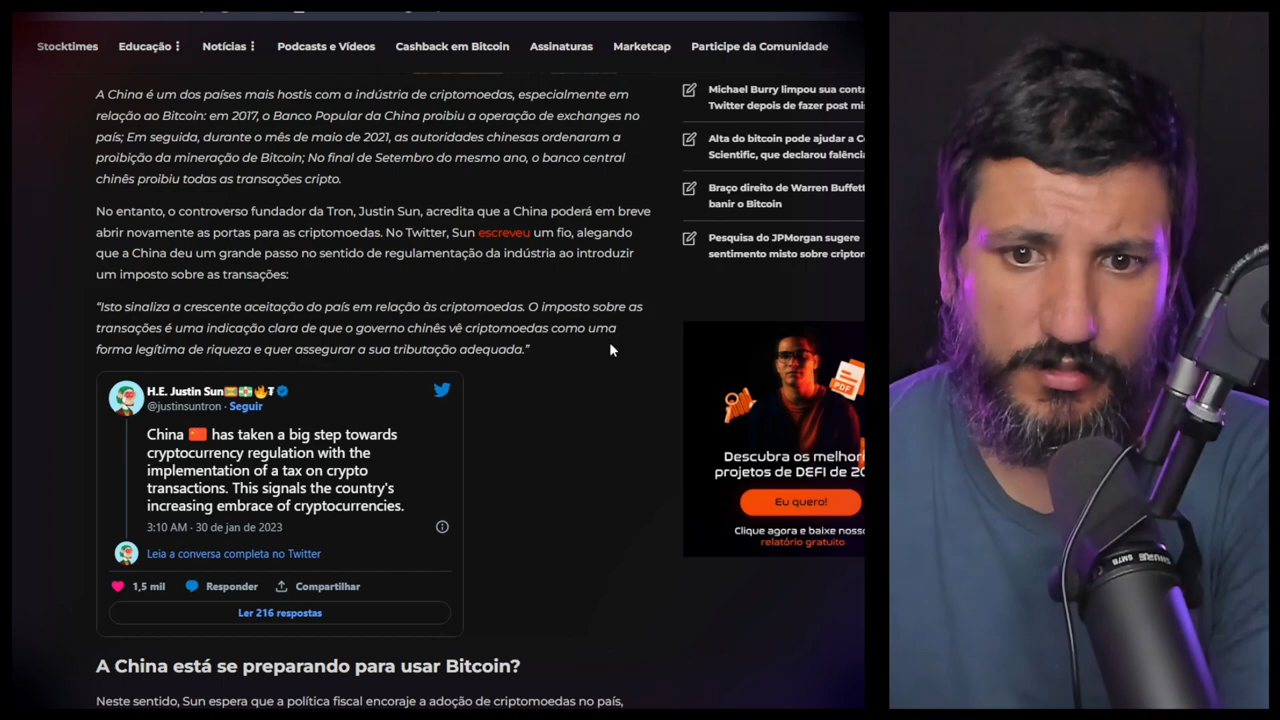 Stocktimes Educação Notícias Podcasts e Vídeos Cashback em Bitcoin Assinaturas Marketcap Participe da Comunidade
A China é um dos países mais hostis com a indústria de criptomoedas, especialmente em
relação ao Bitcoin: em 2017, o Banco Popular da China proibiu a operação de exchanges no
país; Em seguida, durante o mês de maio de 2021, as autoridades chinesas ordenaram a
proibição da mineração de Bitcoin; No final de Setembro do mesmo ano, o banco central
chinês proibiu todas as transações cripto.
No entanto, o controverso fundador da Tron, Justin Sun, acredita que a China poderá em breve
abrir novamente as portas para as criptomoedas. No Twitter, Sun escreveu um fio, alegando
que a China deu um grande passo no sentido de regulamentação da indústria ao introduzir
um imposto sobre as transações:
“Isto sinaliza a crescente aceitação do país em relação às criptomoedas. O imposto sobre as
transações é uma indicação clara de que o governo chinês vê criptomoedas como uma
forma legítima de riqueza e quer assegurar a sua tributação adequada.”
H.E. Justin Sun
@justinsuntron · Seguir
China has taken a big step towards
cryptocurrency regulation with the
implementation of a tax on crypto
transactions. This signals the country's
increasing embrace of cryptocurrencies.
3:10 AM · 30 de jan de 2023
Leia a conversa completa no Twitter
1,5 mil Responder Compartilhar
Ler 216 respostas
A China está se preparando para usar Bitcoin?
Neste sentido, Sun espera que a política fiscal encoraje a adoção de criptomoedas no país,
Michael Burry limpou sua conta
Twitter depois de fazer post mi
Alta do bitcoin pode ajudar a C
Scientific, que declarou falência
Braço direito de Warren Buffett
banir o Bitcoin
Pesquisa do JPMorgan sugere
sentimento misto sobre cripton
PDF
Descubra os melhor
projetos de DEFI de 20
Eu quero!
Clique agora e baixe nosso
relatório gratuito
SHURE SM7B